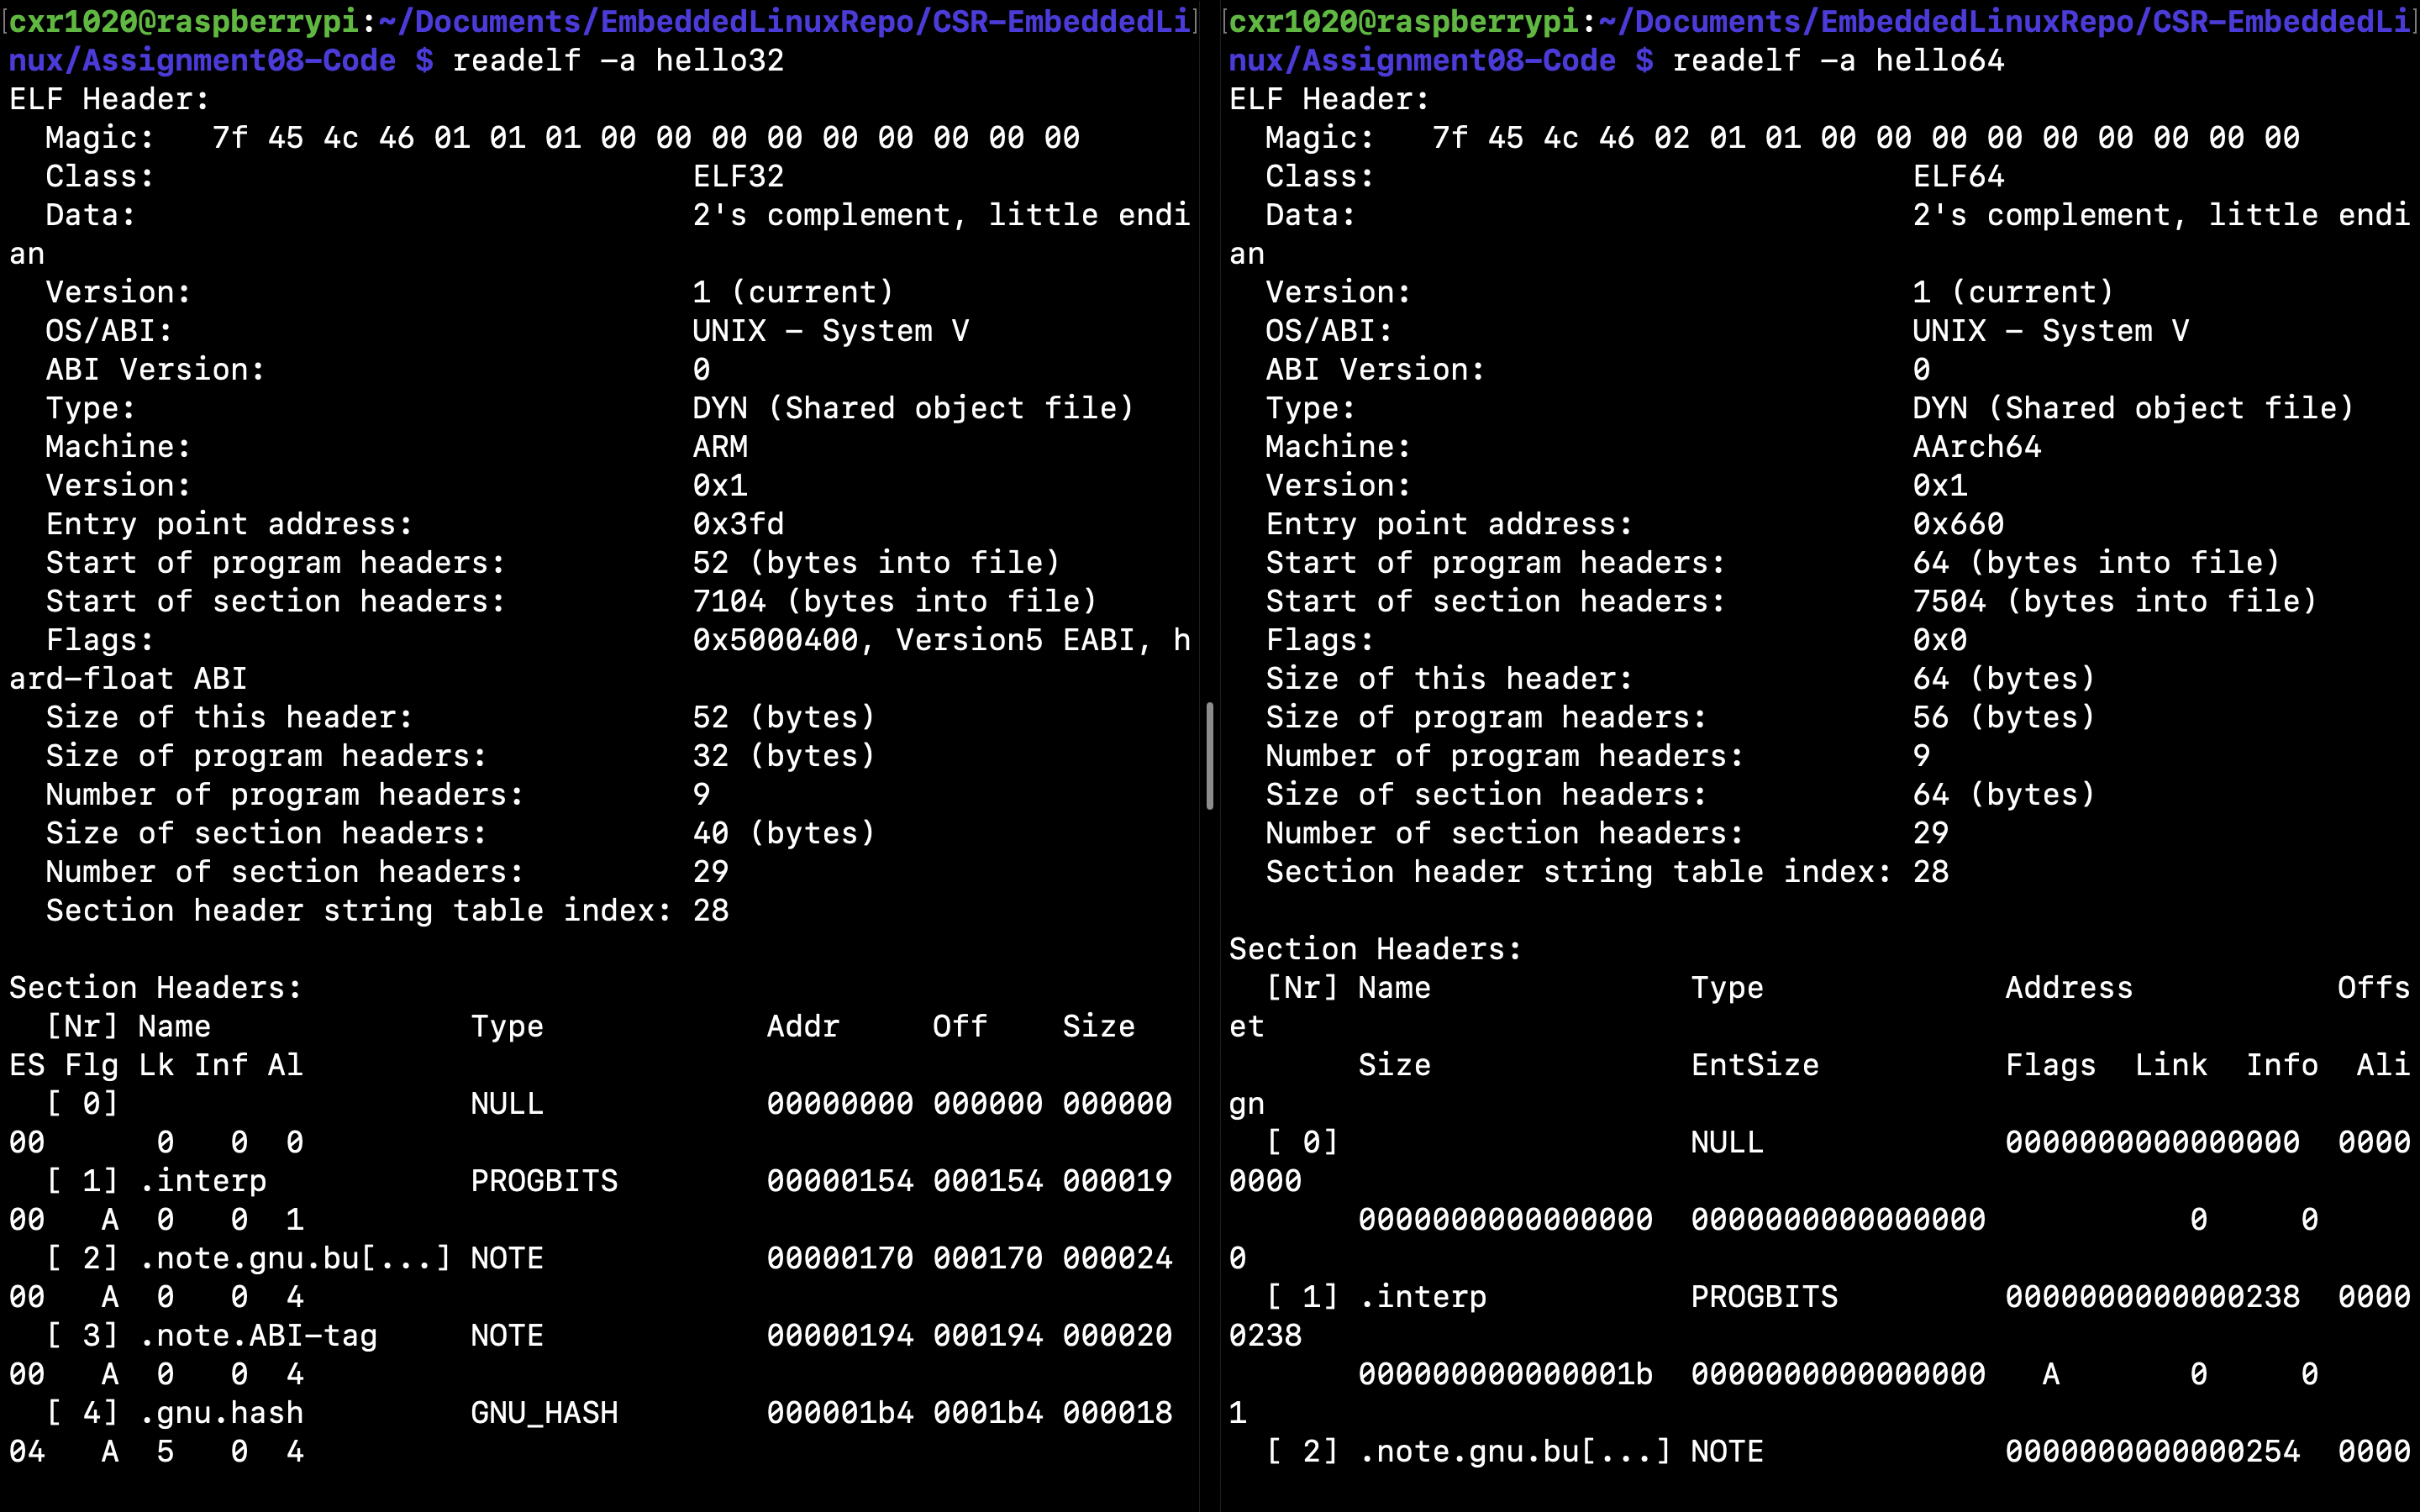 cxr1020@raspberrypi:~/Documents/EmbeddedLinuxRepo/CSR-EmbeddedLi
nux/Assignment08-Code $ readelf -a hello32
ELF Header:
  Magic:   7f 45 4c 46 01 01 01 00 00 00 00 00 00 00 00 00
  Class:                             ELF32
  Data:                              2's complement, little endi
an
  Version:                           1 (current)
  OS/ABI:                            UNIX - System V
  ABI Version:                       0
  Type:                              DYN (Shared object file)
  Machine:                           ARM
  Version:                           0x1
  Entry point address:               0x3fd
  Start of program headers:          52 (bytes into file)
  Start of section headers:          7104 (bytes into file)
  Flags:                             0x5000400, Version5 EABI, h
ard-float ABI
  Size of this header:               52 (bytes)
  Size of program headers:           32 (bytes)
  Number of program headers:         9
  Size of section headers:           40 (bytes)
  Number of section headers:         29
  Section header string table index: 28

Section Headers:
  [Nr] Name              Type            Addr     Off    Size
ES Flg Lk Inf Al
  [ 0]                   NULL            00000000 000000 000000
00      0   0  0
  [ 1] .interp           PROGBITS        00000154 000154 000019
00   A  0   0  1
  [ 2] .note.gnu.bu[...] NOTE            00000170 000170 000024
00   A  0   0  4
  [ 3] .note.ABI-tag     NOTE            00000194 000194 000020
00   A  0   0  4
  [ 4] .gnu.hash         GNU_HASH        000001b4 0001b4 000018
04   A  5   0  4
cxr1020@raspberrypi:~/Documents/EmbeddedLinuxRepo/CSR-EmbeddedLi
nux/Assignment08-Code $ readelf -a hello64
ELF Header:
  Magic:   7f 45 4c 46 02 01 01 00 00 00 00 00 00 00 00 00
  Class:                             ELF64
  Data:                              2's complement, little endi
an
  Version:                           1 (current)
  OS/ABI:                            UNIX - System V
  ABI Version:                       0
  Type:                              DYN (Shared object file)
  Machine:                           AArch64
  Version:                           0x1
  Entry point address:               0x660
  Start of program headers:          64 (bytes into file)
  Start of section headers:          7504 (bytes into file)
  Flags:                             0x0
  Size of this header:               64 (bytes)
  Size of program headers:           56 (bytes)
  Number of program headers:         9
  Size of section headers:           64 (bytes)
  Number of section headers:         29
  Section header string table index: 28

Section Headers:
  [Nr] Name              Type             Address           Offs
et
       Size              EntSize          Flags  Link  Info  Ali
gn
  [ 0]                   NULL             0000000000000000  0000
0000
       0000000000000000  0000000000000000           0     0
0
  [ 1] .interp           PROGBITS         0000000000000238  0000
0238
       000000000000001b  0000000000000000   A       0     0
1
  [ 2] .note.gnu.bu[...] NOTE             0000000000000254  0000